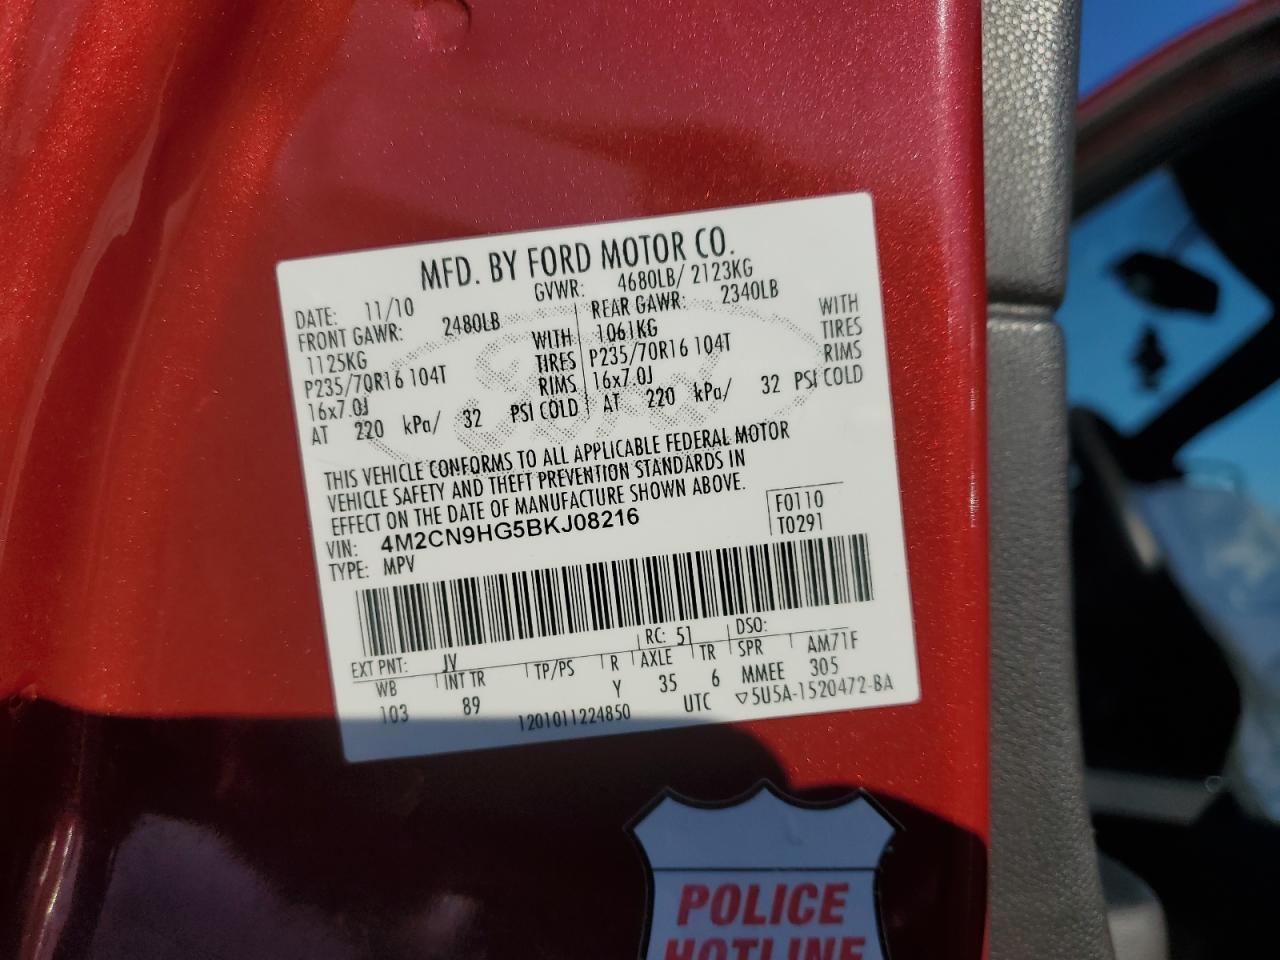 MFD. BY FORD MOTOR CO.
DATE: 11/10 GVWR: 4680LB/ 2123KG
FRONT GAWR: 2480LB REAR GAWR: 2340LB
1125KG WITH 1061KG WITH
P235/70R16 104T TIRES P235/70R16 104T TIRES
16x7.0J RIMS 16x7.0J RIMS
AT 220 kPa/ 32 PSI COLD AT 220 kPa/ 32 PSI COLD
THIS VEHICLE CONFORMS TO ALL APPLICABLE FEDERAL MOTOR
VEHICLE SAFETY AND THEFT PREVENTION STANDARDS IN
EFFECT ON THE DATE OF MANUFACTURE SHOWN ABOVE.
VIN: 4M2CN9HG5BKJ08216 F0110
TYPE: MPV T0291
EXT PNT: JV RC: 51 DSO:
WB INT TR TP/PS R AXLE TR SPR AM71F
103 89 Y 35 6 MMEE 305
1201011224850 UTC ▽5U5A-1520472-BA
POLICE
HOTLINE